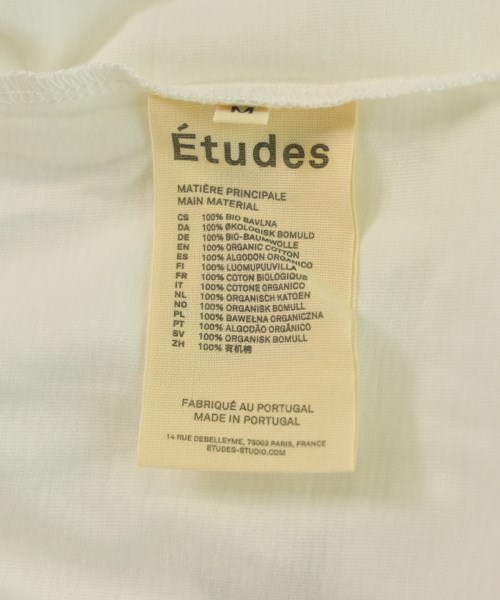 M
Études
MATIÈRE PRINCIPALE
MAIN MATERIAL
CS 100% BIO BAVLNA
DA 100% ØKOLOGISK BOMULD
DE 100% BIO-BAUMWOLLE
EN 100% ORGANIC COTTON
ES 100% ALGODON ORGANICO
FI 100% LUOMUPUUVILLA
FR 100% COTON BIOLOGIQUE
IT 100% COTONE ORGANICO
NL 100% ORGANISCH KATOEN
NO 100% ORGANISK BOMULL
PL 100% BAWEŁNA ORGANICZNA
PT 100% ALGODÃO ORGÂNICO
SV 100% ORGANISK BOMULL
ZH 100% 有机棉
FABRIQUÉ AU PORTUGAL
MADE IN PORTUGAL
14 RUE DEBELLEYME, 75003 PARIS, FRANCE
ÉTUDES-STUDIO.COM